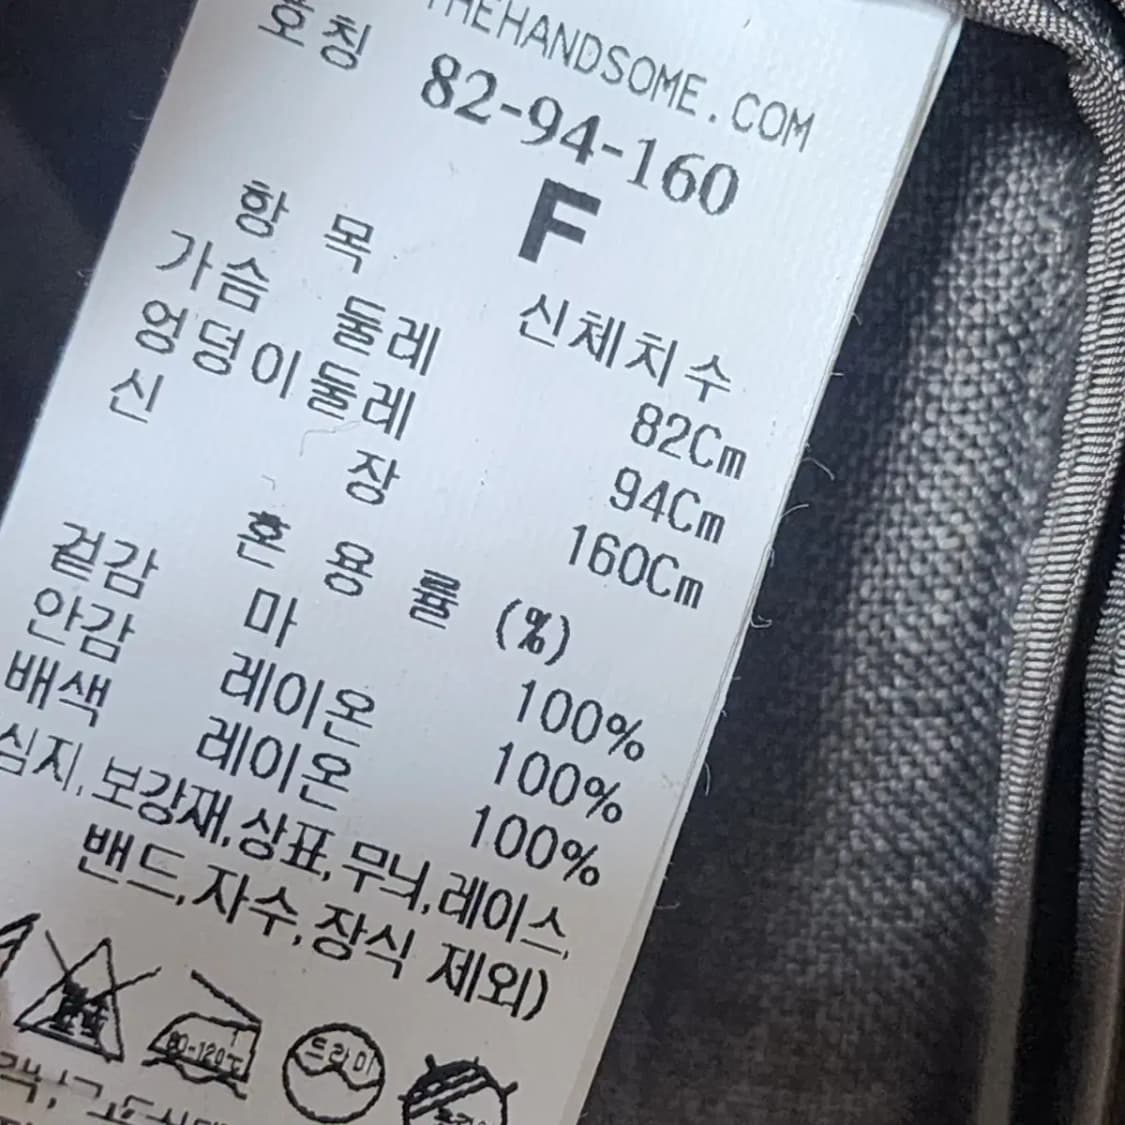 THEHANDSOME.COM
호칭 82-94-160
F
항 목 신체치수
가슴 둘레 82Cm
엉덩이둘레 94Cm
신 장 160Cm
혼 용 률 (%)
겉감 마 100%
안감 레이온 100%
배색 레이온 100%
심지,보강재,상표,무늬,레이스,
밴드,자수,장식 제외)
80-120℃
드라이